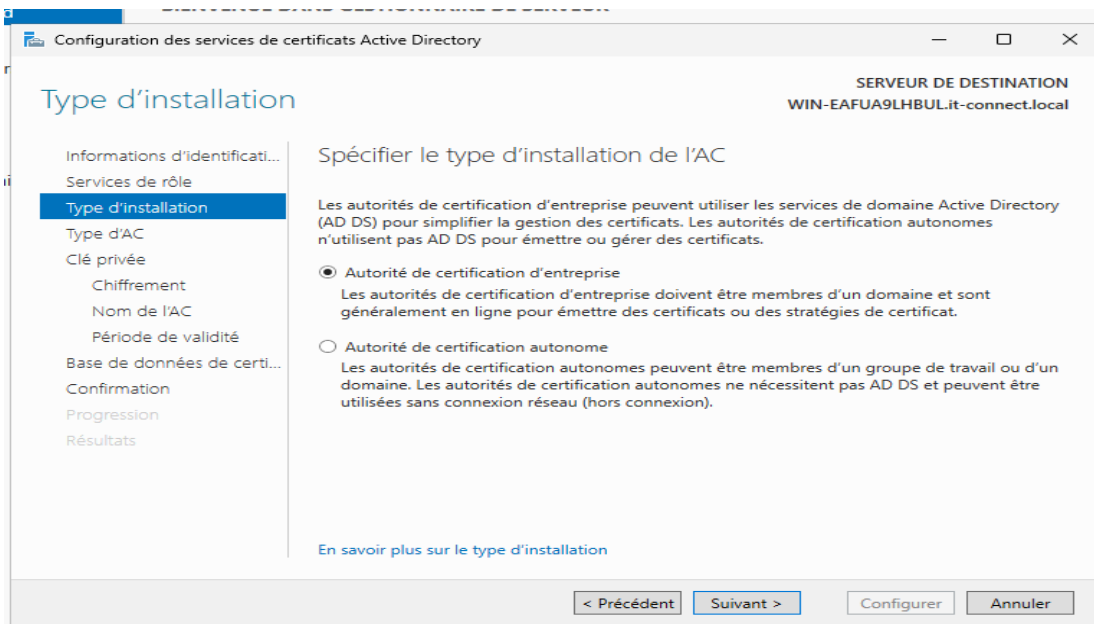 Configuration des services de certificats Active Directory
Type d'installation
SERVEUR DE DESTINATION
WIN-EAFUA9LHBUL.it-connect.local
Informations d'identificati...
Services de rôle
Type d'installation
Type d'AC
Clé privée
Chiffrement
Nom de l'AC
Période de validité
Base de données de certi...
Confirmation
Progression
Résultats
Spécifier le type d'installation de l'AC
Les autorités de certification d'entreprise peuvent utiliser les services de domaine Active Directory
(AD DS) pour simplifier la gestion des certificats. Les autorités de certification autonomes
n'utilisent pas AD DS pour émettre ou gérer des certificats.
Autorité de certification d'entreprise
Les autorités de certification d'entreprise doivent être membres d'un domaine et sont
généralement en ligne pour émettre des certificats ou des stratégies de certificat.
Autorité de certification autonome
Les autorités de certification autonomes peuvent être membres d'un groupe de travail ou d'un
domaine. Les autorités de certification autonomes ne nécessitent pas AD DS et peuvent être
utilisées sans connexion réseau (hors connexion).
En savoir plus sur le type d'installation
< Précédent
Suivant >
Configurer
Annuler